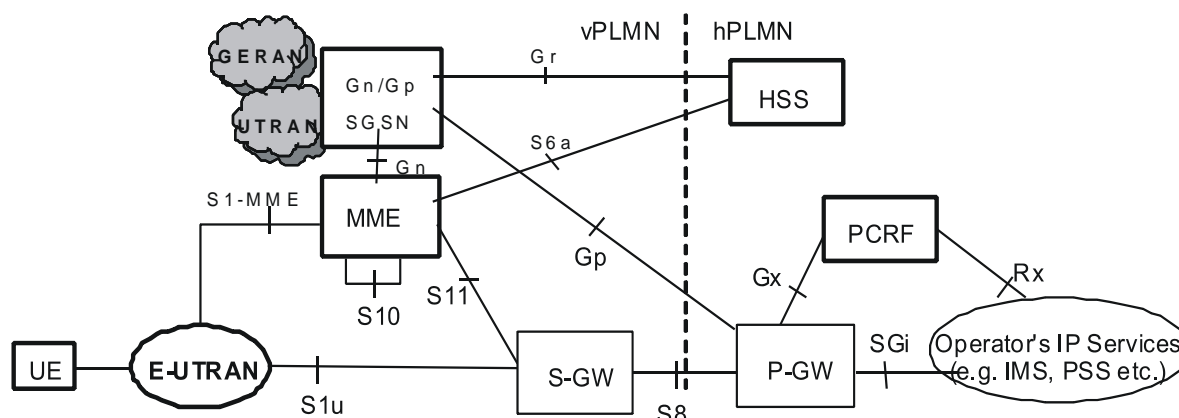 vPLMN
hPLMN
GERAN
Gr
Gn/Gp
SGSN
HSS
UTRAN
S6a
Gn
S1-MME
MME
PCRF
Gp
Gx
Rx
S10
S11
UE
E-UTRAN
S-GW
P-GW
SGi
Operator's IP Services
(e.g. IMS, PSS etc.)
S1u
S8